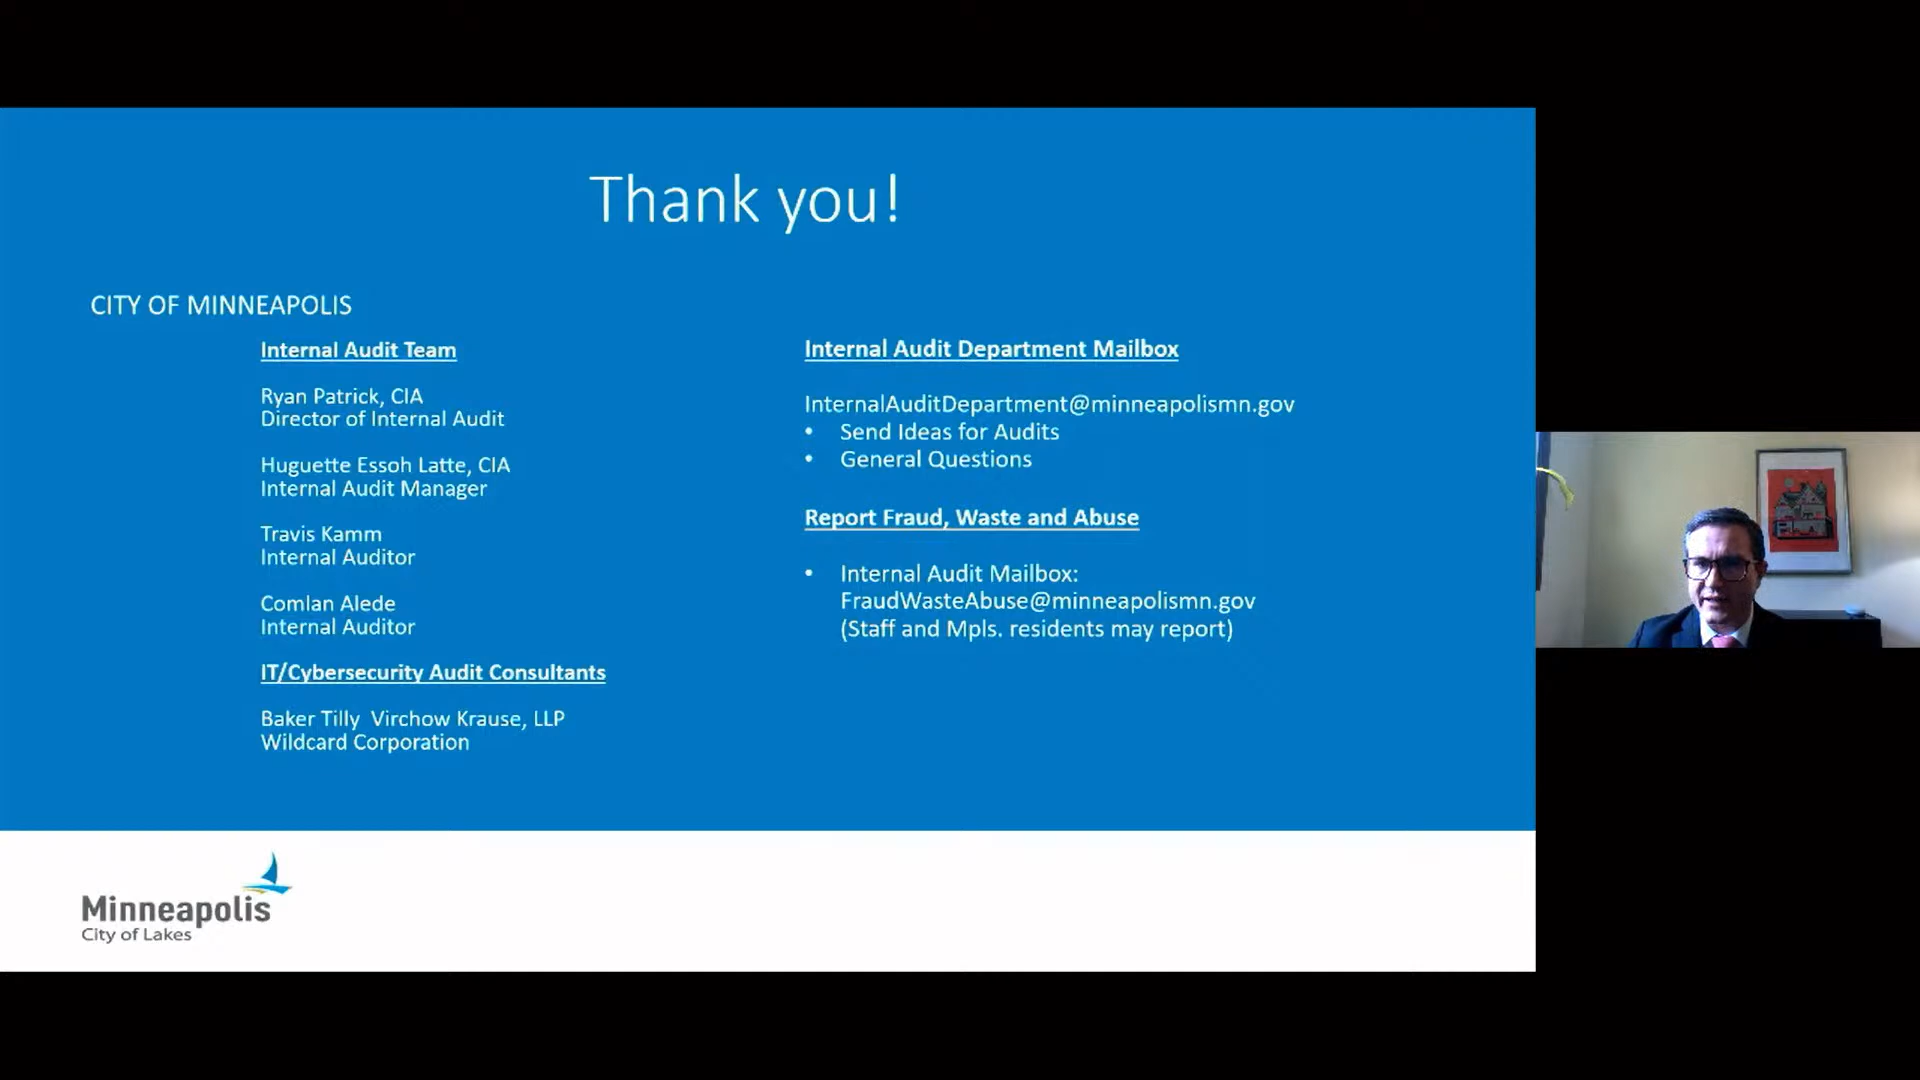 Thank you!
CITY OF MINNEAPOLIS
Internal Audit Team
Ryan Patrick, CIA
Director of Internal Audit
Huguette Essoh Latte, CIA
Internal Audit Manager
Travis Kamm
Internal Auditor
Comlan Alede
Internal Auditor
IT/Cybersecurity Audit Consultants
Baker Tilly  Virchow Krause, LLP
Wildcard Corporation
Internal Audit Department Mailbox
InternalAuditDepartment@minneapolismn.gov
• Send Ideas for Audits
• General Questions
Report Fraud, Waste and Abuse
• Internal Audit Mailbox:
FraudWasteAbuse@minneapolismn.gov
(Staff and Mpls. residents may report)
Minneapolis
City of Lakes